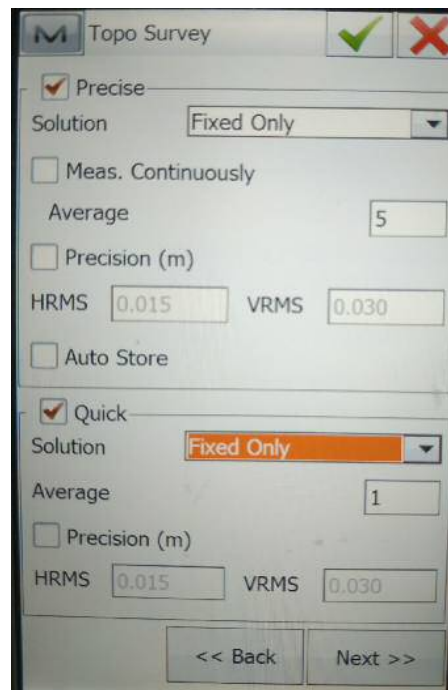 Topo Survey
Precise
Solution Fixed Only
Meas. Continuously
Average 5
Precision (m)
HRMS 0.015 VRMS 0.030
Auto Store
Quick
Solution Fixed Only
Average 1
Precision (m)
HRMS 0.015 VRMS 0.030
<< Back Next >>